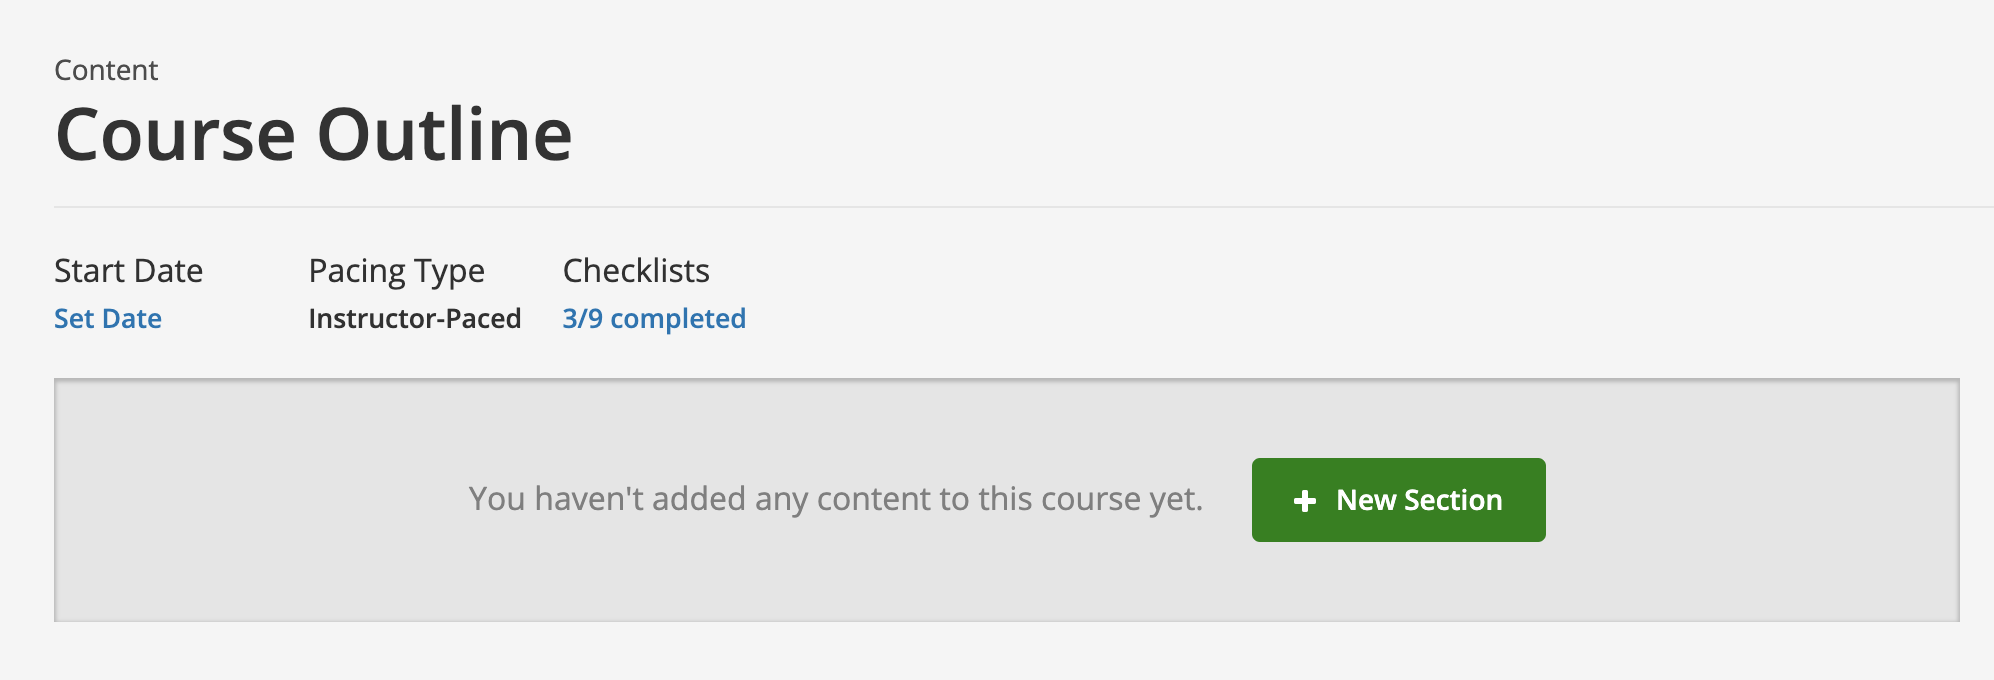 Content
Course Outline
Start Date
Set Date
Pacing Type
Instructor-Paced
Checklists
3/9 completed
You haven't added any content to this course yet.
New Section